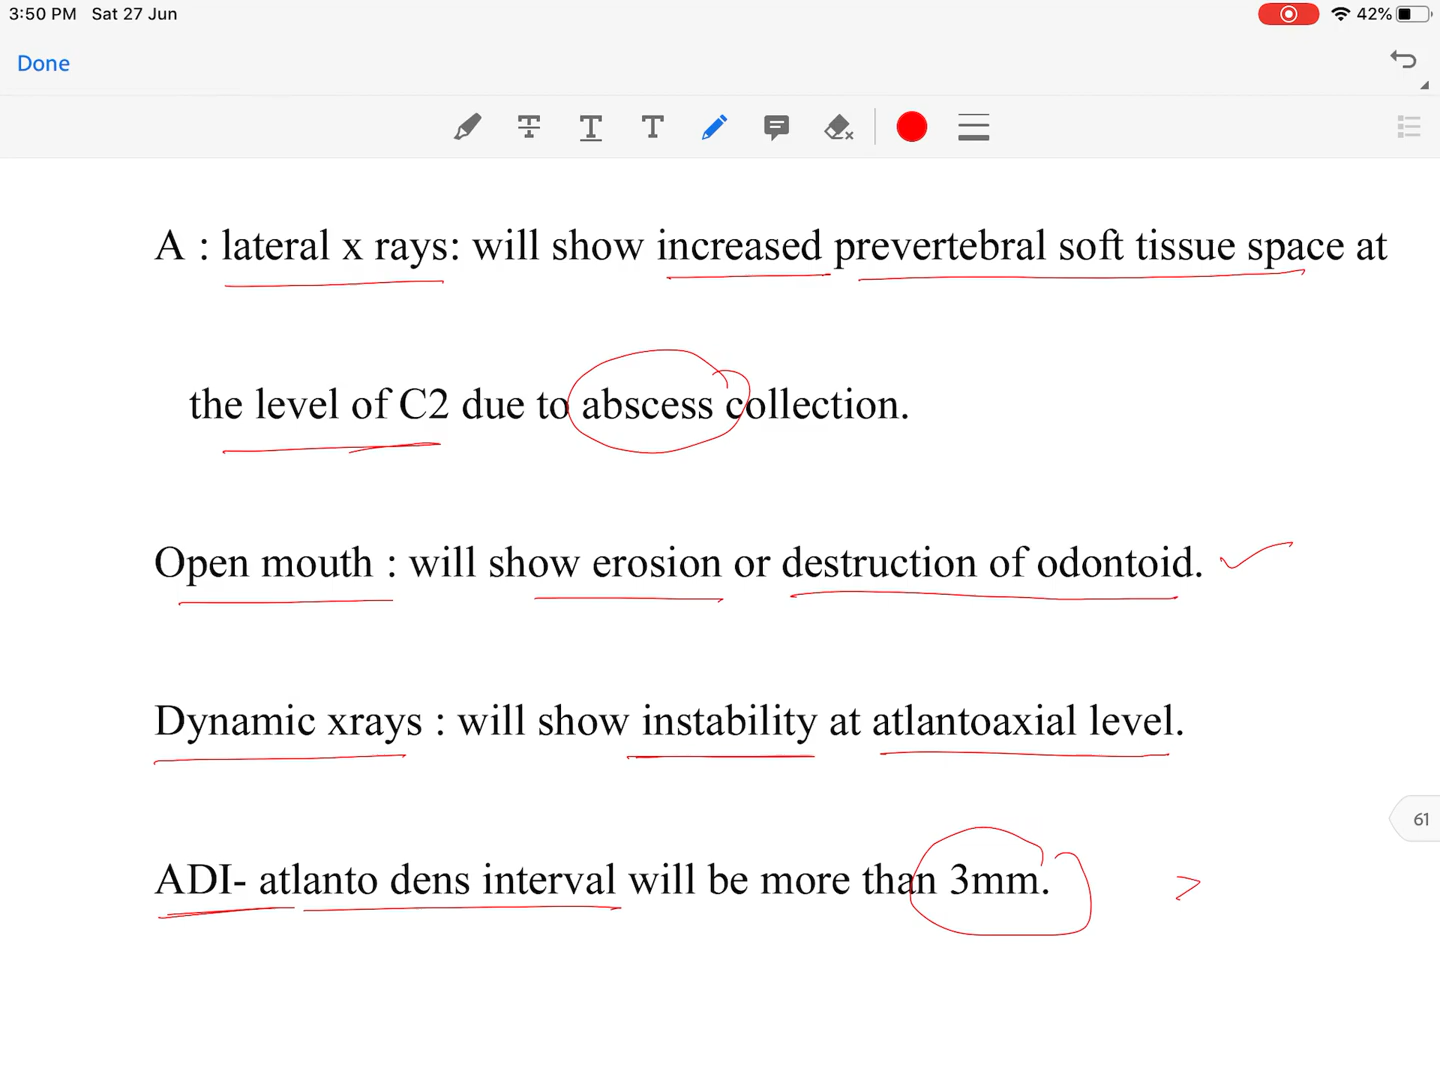 3:50 PM Sat 27 Jun 42%
Done
T T T
A : lateral x rays: will show increased prevertebral soft tissue space at
the level of C2 due to abscess collection.
Open mouth : will show erosion or destruction of odontoid.
Dynamic xrays : will show instability at atlantoaxial level.
61
ADI- atlanto dens interval will be more than 3mm. >